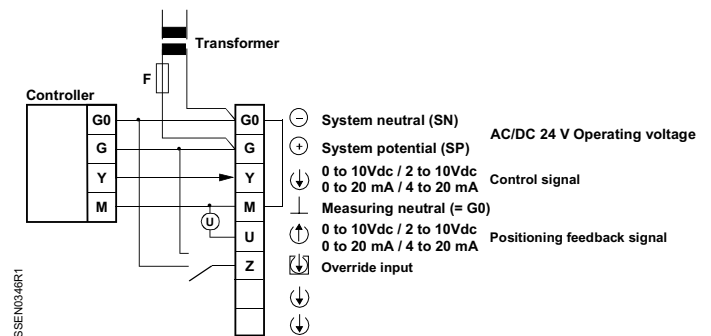 Transformer
F
Controller
G0 G0 System neutral (SN)
AC/DC 24 V Operating voltage
G G System potential (SP)
0 to 10Vdc / 2 to 10Vdc
Y Y Control signal
0 to 20 mA / 4 to 20 mA
M M Measuring neutral (= G0)
U 0 to 10Vdc / 2 to 10Vdc
U Positioning feedback signal
0 to 20 mA / 4 to 20 mA
Z Override input
SSEN0346R1